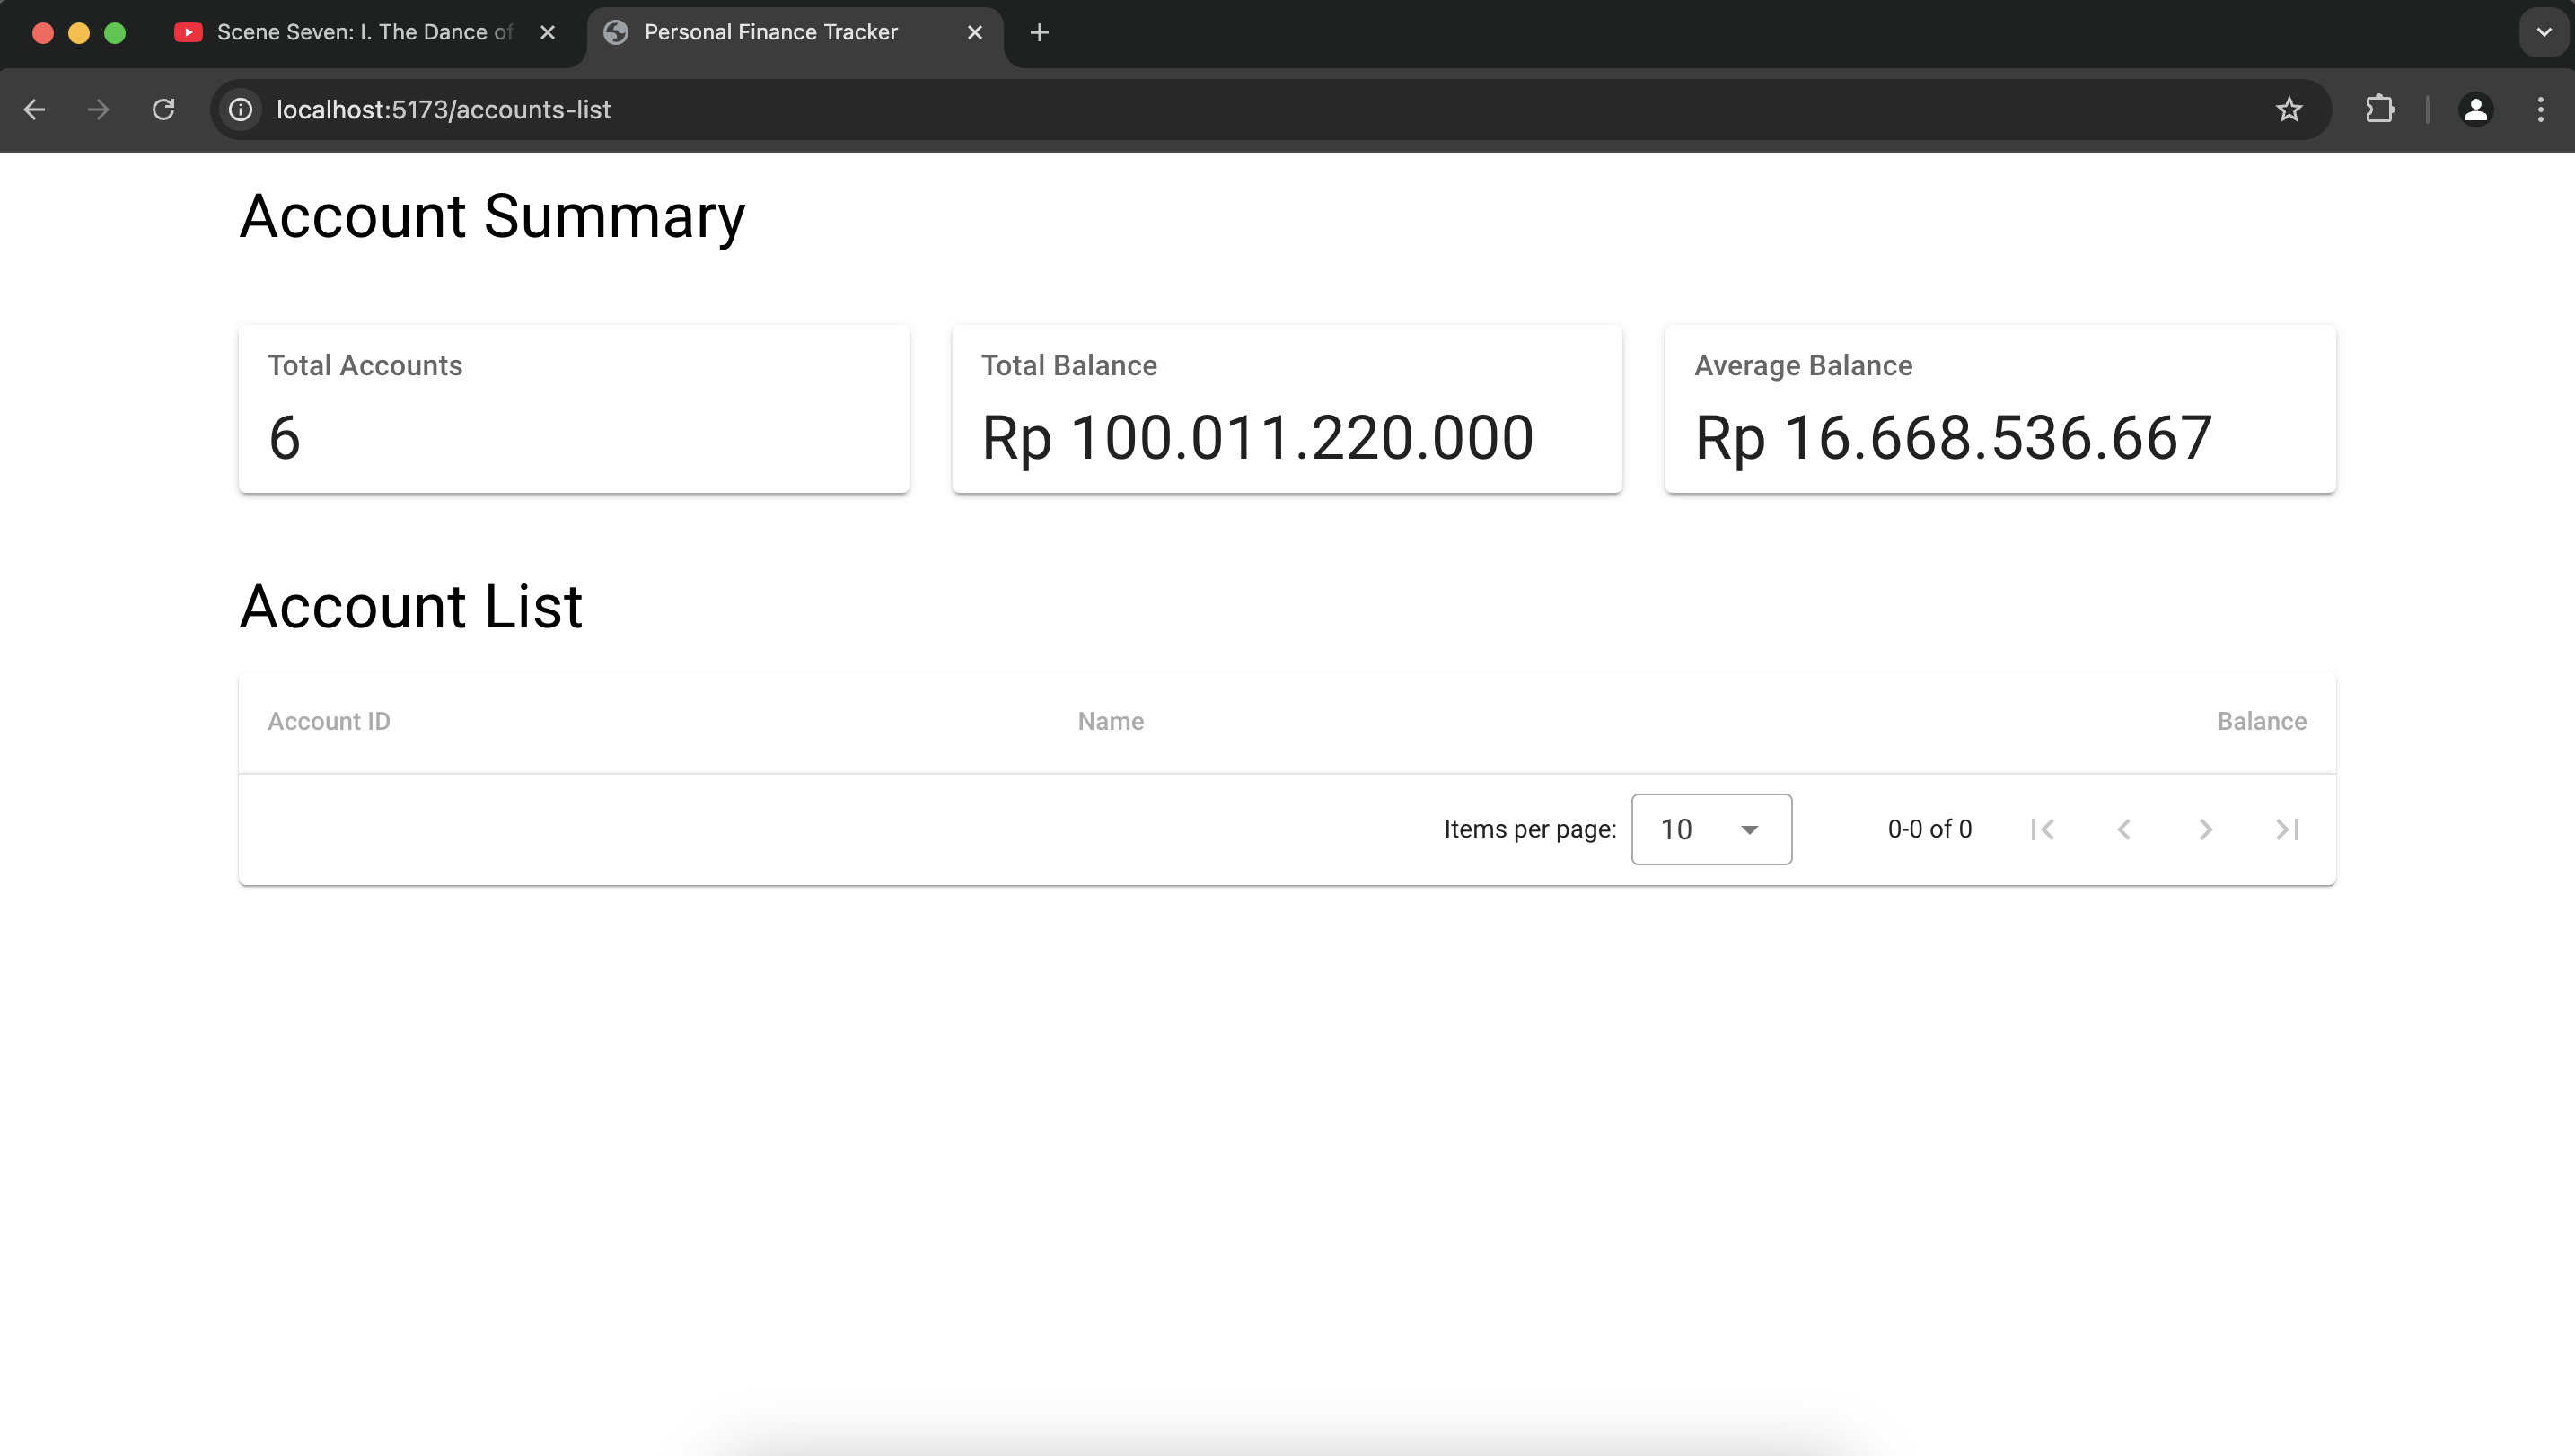 Scene Seven: I. The Dance of
Personal Finance Tracker
localhost:5173/accounts-list
Account Summary
Total Accounts
6
Total Balance
Rp 100.011.220.000
Average Balance
Rp 16.668.536.667
Account List
Account ID Name Balance
Items per page: 10 0-0 of 0